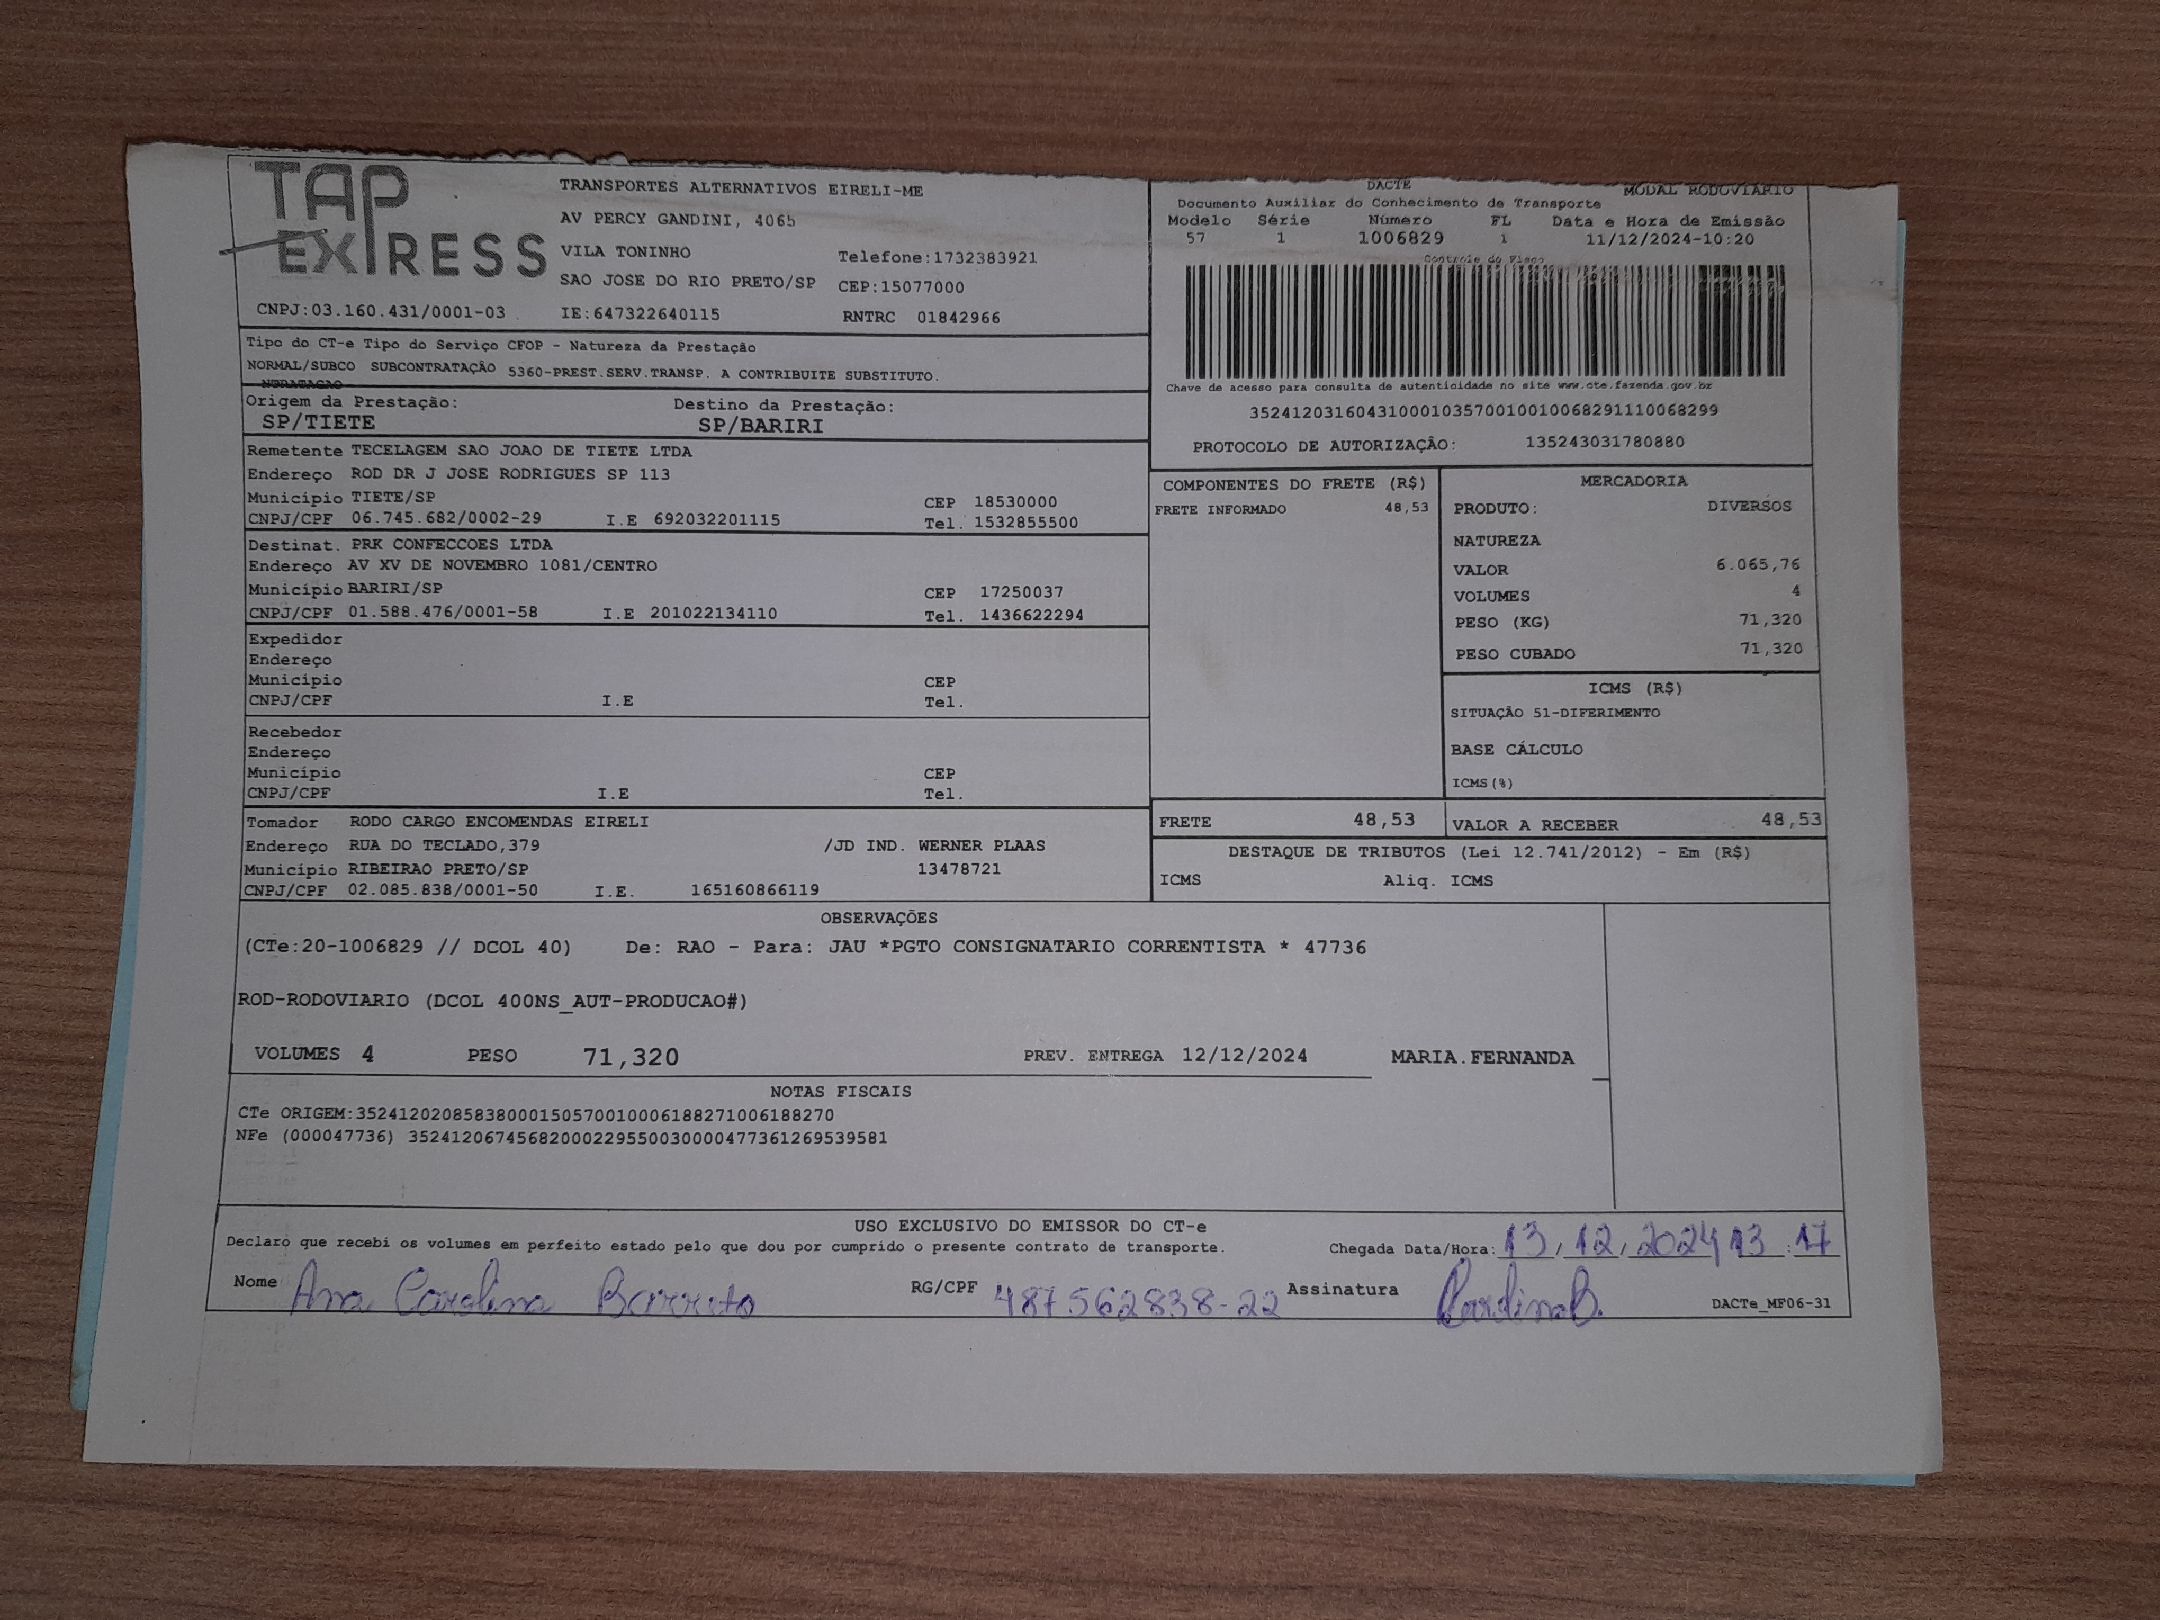 TAP
EXPRESS
TRANSPORTES ALTERNATIVOS EIRELI-ME
AV PERCY GANDINI, 4065
VILA TONINHO Telefone:1732383921
SAO JOSE DO RIO PRETO/SP CEP:15077000
CNPJ:03.160.431/0001-03 IE:647322640115 RNTRC 01842966
DACTE MODAL RODOVIARIO
Documento Auxiliar do Conhecimento de Transporte
Modelo Série Número FL Data e Hora de Emissão
57 1 1006829 1 11/12/2024-10:20
Controle do Fisco
Chave de acesso para consulta de autenticidade no site www.cte.fazenda.gov.br
35241203160431000103570010010068291110068299
PROTOCOLO DE AUTORIZAÇÃO: 135243031780880
Tipo do CT-e Tipo do Serviço CFOP - Natureza da Prestação
NORMAL/SUBCO SUBCONTRATAÇÃO 5360-PREST.SERV.TRANSP. A CONTRIBUITE SUBSTITUTO.
NTRATACAO
Origem da Prestação: Destino da Prestação:
SP/TIETE SP/BARIRI
Remetente TECELAGEM SAO JOAO DE TIETE LTDA
Endereço ROD DR J JOSE RODRIGUES SP 113
Município TIETE/SP CEP 18530000
CNPJ/CPF 06.745.682/0002-29 I.E 692032201115 Tel. 1532855500
Destinat. PRK CONFECCOES LTDA
Endereço AV XV DE NOVEMBRO 1081/CENTRO
Município BARIRI/SP CEP 17250037
CNPJ/CPF 01.588.476/0001-58 I.E 201022134110 Tel. 1436622294
Expedidor
Endereço
Município CEP
CNPJ/CPF I.E Tel.
Recebedor
Endereço
Município CEP
CNPJ/CPF I.E Tel.
Tomador RODO CARGO ENCOMENDAS EIRELI
Endereço RUA DO TECLADO,379 /JD IND. WERNER PLAAS
Município RIBEIRAO PRETO/SP 13478721
CNPJ/CPF 02.085.838/0001-50 I.E. 165160866119
COMPONENTES DO FRETE (R$)
FRETE INFORMADO 48,53
MERCADORIA
PRODUTO: DIVERSOS
NATUREZA
VALOR 6.065,76
VOLUMES 4
PESO (KG) 71,320
PESO CUBADO 71,320
ICMS (R$)
SITUAÇÃO 51-DIFERIMENTO
BASE CÁLCULO
ICMS(%)
FRETE 48,53 VALOR A RECEBER 48,53
DESTAQUE DE TRIBUTOS (Lei 12.741/2012) - Em (R$)
ICMS Aliq. ICMS
OBSERVAÇÕES
(CTe:20-1006829 // DCOL 40) De: RAO - Para: JAU *PGTO CONSIGNATARIO CORRENTISTA * 47736
ROD-RODOVIARIO (DCOL 400NS_AUT-PRODUCAO#)
VOLUMES 4 PESO 71,320 PREV. ENTREGA 12/12/2024 MARIA.FERNANDA
NOTAS FISCAIS
CTe ORIGEM:35241202085838000150570010006188271006188270
NFe (000047736) 35241206745682000229550030000477361269539581
USO EXCLUSIVO DO EMISSOR DO CT-e
Declaro que recebi os volumes em perfeito estado pelo que dou por cumprido o presente contrato de transporte. Chegada Data/Hora: 13/12/2024 13:17
Nome Ana Carolina Barreto RG/CPF 487562838-22 Assinatura Carolina B.
DACTe_MF06-31